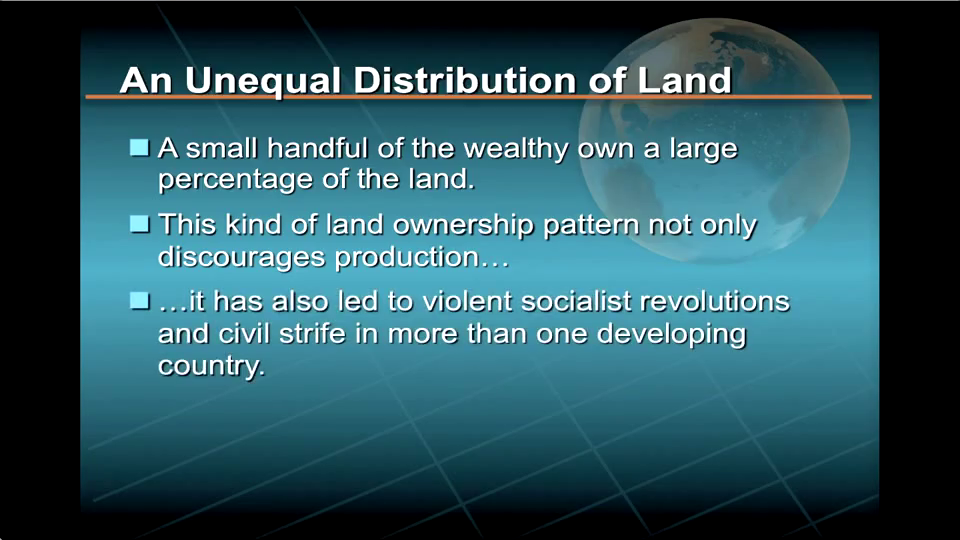 An Unequal Distribution of Land
A small handful of the wealthy own a large
percentage of the land.
This kind of land ownership pattern not only
discourages production…
…it has also led to violent socialist revolutions
and civil strife in more than one developing
country.